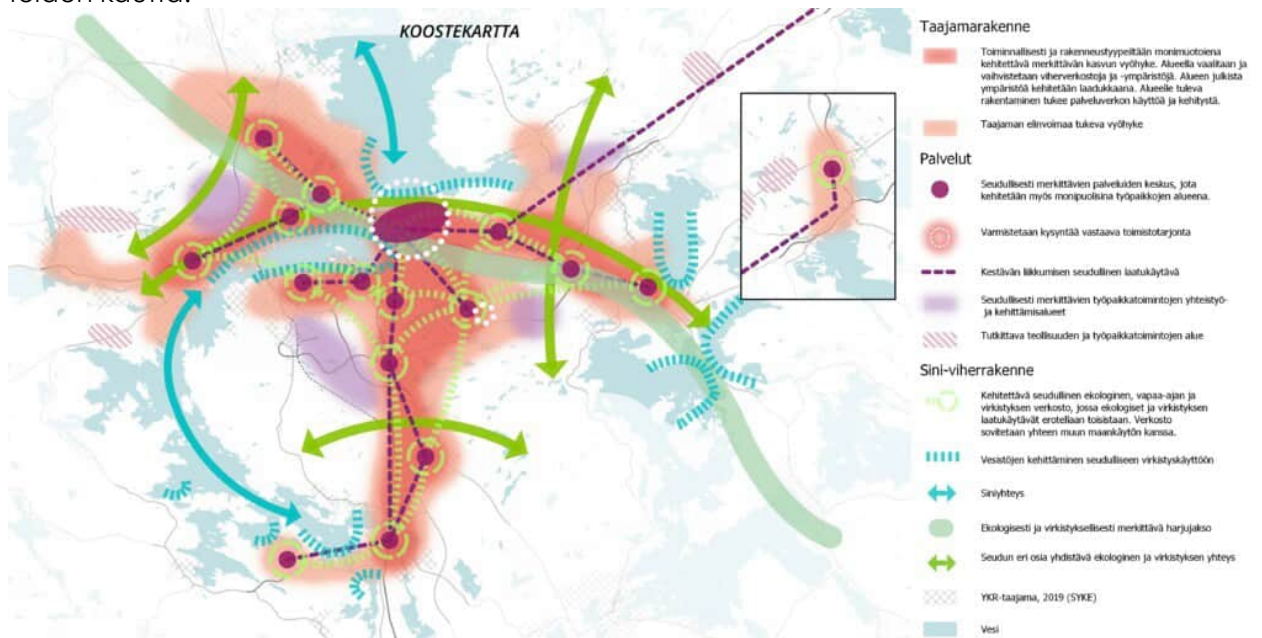 KOOSTEKARTTA
Taajamarakenne
Toiminnallisesti ja rakennustyypeiltään monimuotoiena
kehitettävä merkittävän kasvun vyöhyke. Alueella vaalitaan ja
vahvistetaan viherverkostoja ja -ympäristöjä. Alueen julkista
ympäristöä kehitetään laadukkaana. Alueelle tuleva
rakentaminen tukee palveluverkon käyttöä ja kehitystä.
Taajaman elinvoimaa tukeva vyöhyke
Palvelut
Seudullisesti merkittävien palveluiden keskus, jota
kehitetään myös monipuolisina työpaikkojen alueena.
Varmistetaan kysyntää vastaava toimistotarjonta
Kestävän liikkumisen seudullinen laatukäytävä
Seudullisesti merkittävien työpaikkatoimintojen yhteistyö-
ja kehittämisalueet
Tutkittava teollisuuden ja työpaikkatoimintojen alue
Sini-viherrakenne
Kehitettävä seudullinen ekologinen, vapaa-ajan ja
virkistyksen verkosto, jossa ekologiset ja virkistyksen
laatukäytävät erotellaan toisistaan. Verkosto
sovitetaan yhteen muun maankäytön kanssa.
Vesistöjen kehittäminen seudulliseen virkistyskäyttöön
Siniyhteys
Ekologisesti ja virkistyksellisesti merkittävä harjujakso
Seudun eri osia yhdistävä ekologinen ja virkistyksen yhteys
YKR-taajama, 2019 (SYKE)
Vesi